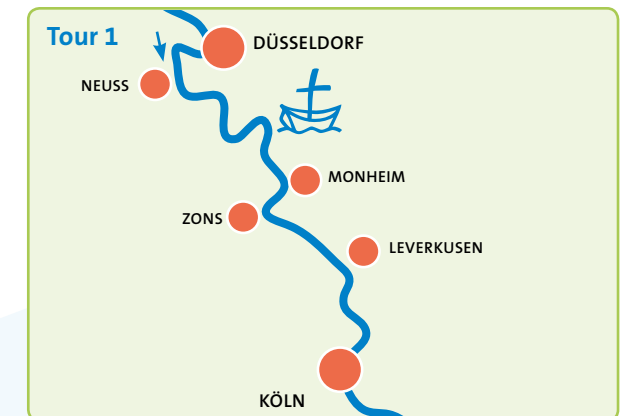 Tour 1
DÜSSELDORF
NEUSS
MONHEIM
ZONS
LEVERKUSEN
KÖLN